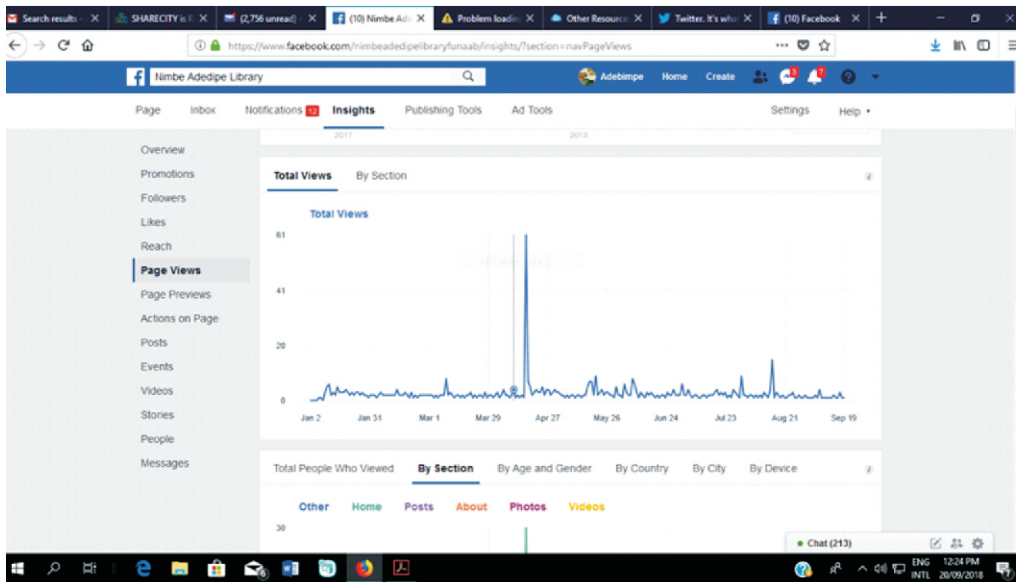 Search results - X SHARECITY is l X (2,756 unread) - X (10) Nimbe Ade X Problem loading X Other Resource X Twitter. It's what X (10) Facebook X +
https://www.facebook.com/nimbeadedipelibraryfunaab/insights/?section=navPageViews
Nimbe Adedipe Library Adebimpe Home Create 3 7
Page Inbox Notifications 12 Insights Publishing Tools Ad Tools Settings Help
2017 2018
Overview
Promotions
Followers
Likes
Reach
Page Views
Page Previews
Actions on Page
Posts
Events
Videos
Stories
People
Messages
Total Views By Section
Total Views
61
41
20
0
Jan 2 Jan 31 Mar 1 Mar 29 Apr 27 May 26 Jun 24 Jul 23 Aug 21 Sep 19
Total People Who Viewed By Section By Age and Gender By Country By City By Device
Other Home Posts About Photos Videos
30
Chat (213)
ENG 12:24 PM
INTL 20/09/2018